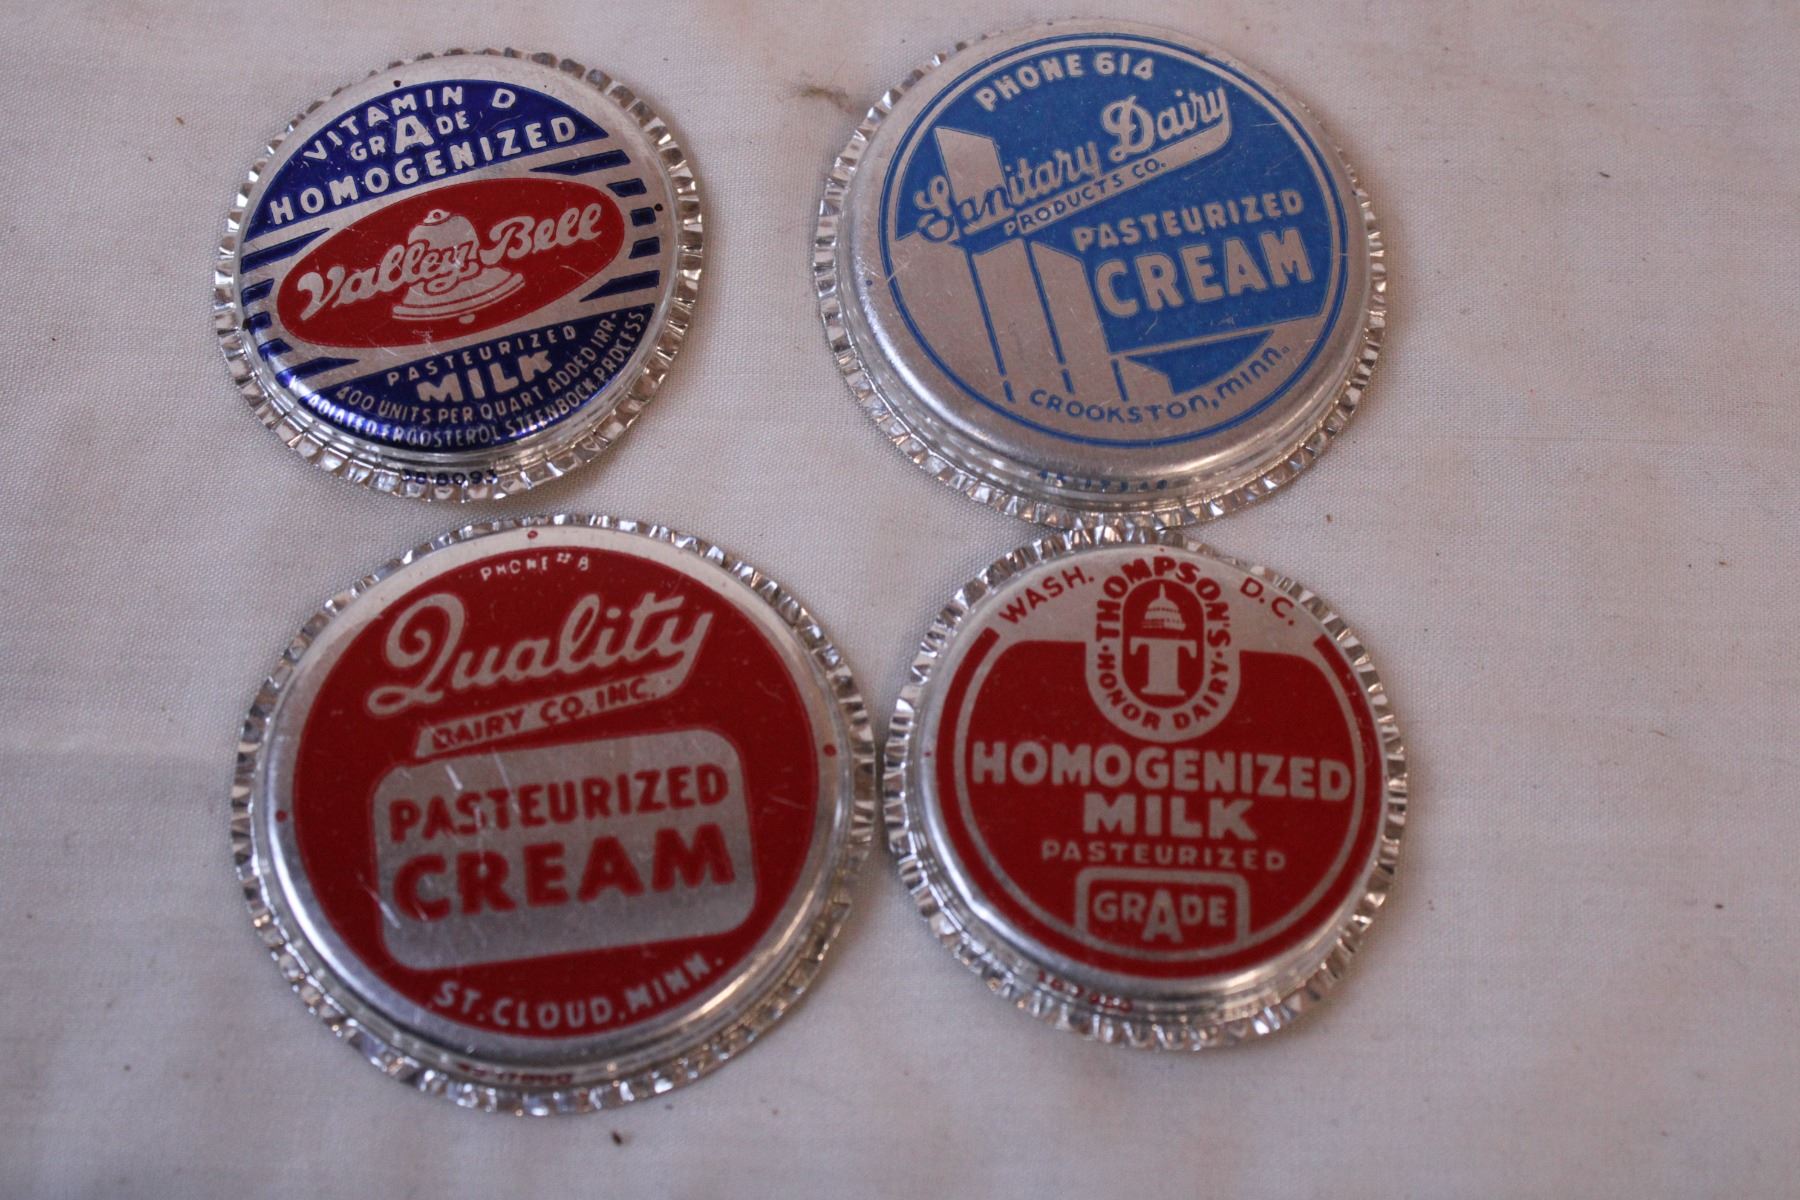 VITAMIN D
GRADE
HOMOGENIZED
Valley Bell
PASTEURIZED
MILK
400 UNITS PER QUART ADDED IRR-
ADIATED ERGOSTEROL STEENBOCK PROCESS
PHONE 614
Sanitary Dairy
PRODUCTS CO.
PASTEURIZED
CREAM
CROOKSTON, MINN.
PHONE #8
Quality
DAIRY CO. INC.
PASTEURIZED
CREAM
ST. CLOUD, MINN.
WASH. D.C.
THOMPSON'S
HONOR DAIRY
T
HOMOGENIZED
MILK
PASTEURIZED
GRADE
A